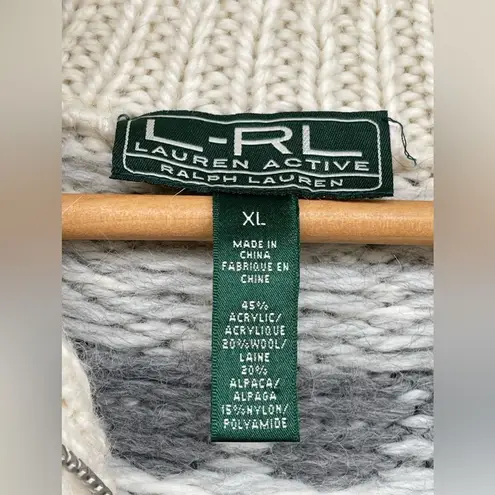 L-RL
LAUREN ACTIVE
RALPH LAUREN
XL
MADE IN
CHINA
FABRIQUE EN
CHINE
45%
ACRYLIC/
ACRYLIQUE
20%WOOL/
LAINE
20%
ALPACA/
ALPAGA
15%NYLON/
POLYAMIDE